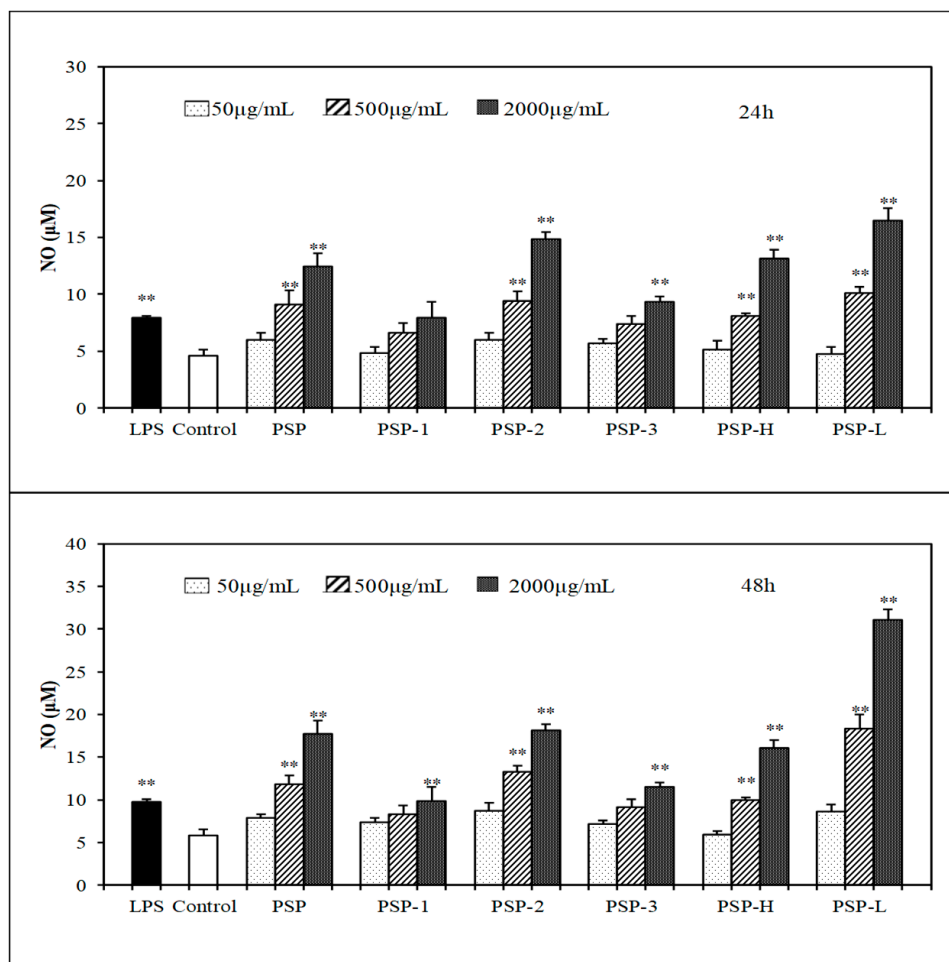 30
25
20
15
10
5
0
NO (µM)
50µg/mL 500µg/mL 2000µg/mL 24h
** ** ** ** ** ** ** ** ** **
LPS Control PSP PSP-1 PSP-2 PSP-3 PSP-H PSP-L
40
35
30
25
20
15
10
5
0
NO (µM)
50µg/mL 500µg/mL 2000µg/mL 48h
** ** ** ** ** ** ** ** ** ** **
LPS Control PSP PSP-1 PSP-2 PSP-3 PSP-H PSP-L